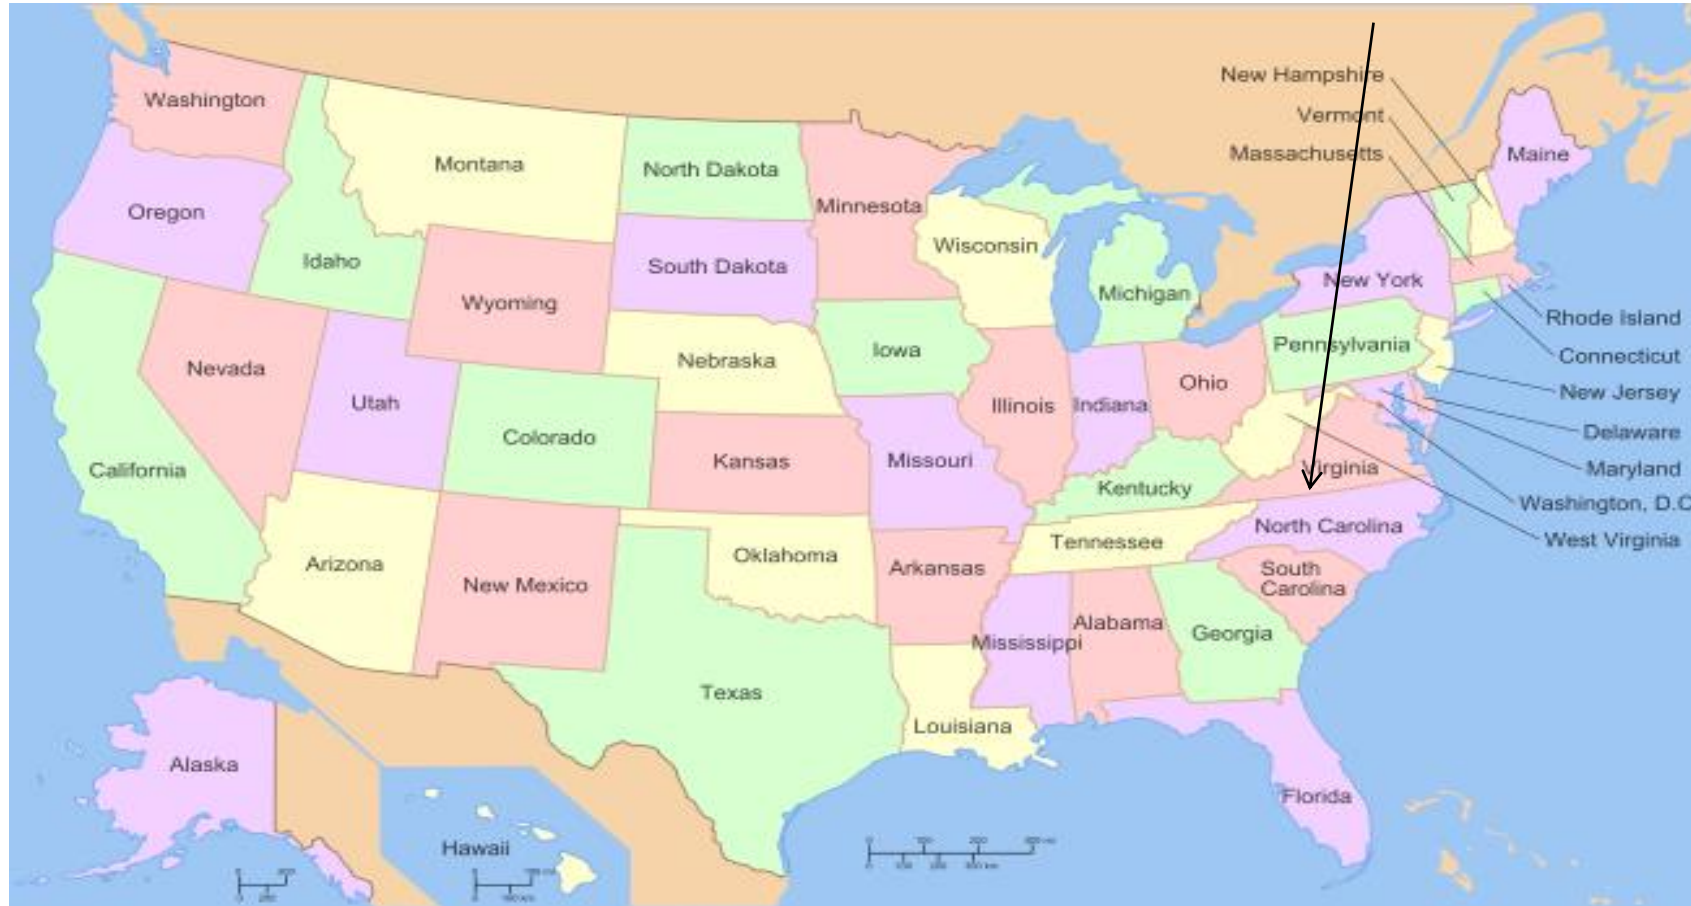 New Hampshire
Washington
Vermont
Massachusetts
Maine
Montana
North Dakota
Minnesota
Oregon
Wisconsin
Idaho
South Dakota
Michigan
New York
Wyoming
Rhode Island
Pennsylvania
Iowa
Connecticut
Nebraska
Nevada
Ohio
New Jersey
Utah
Illinois
Indiana
Delaware
Colorado
Kansas
Missouri
Virginia
Maryland
California
Kentucky
Washington, D.C
North Carolina
Tennessee
West Virginia
Oklahoma
Arizona
Arkansas
South
Carolina
New Mexico
Alabama
Georgia
Mississippi
Texas
Louisiana
Alaska
Florida
Hawaii